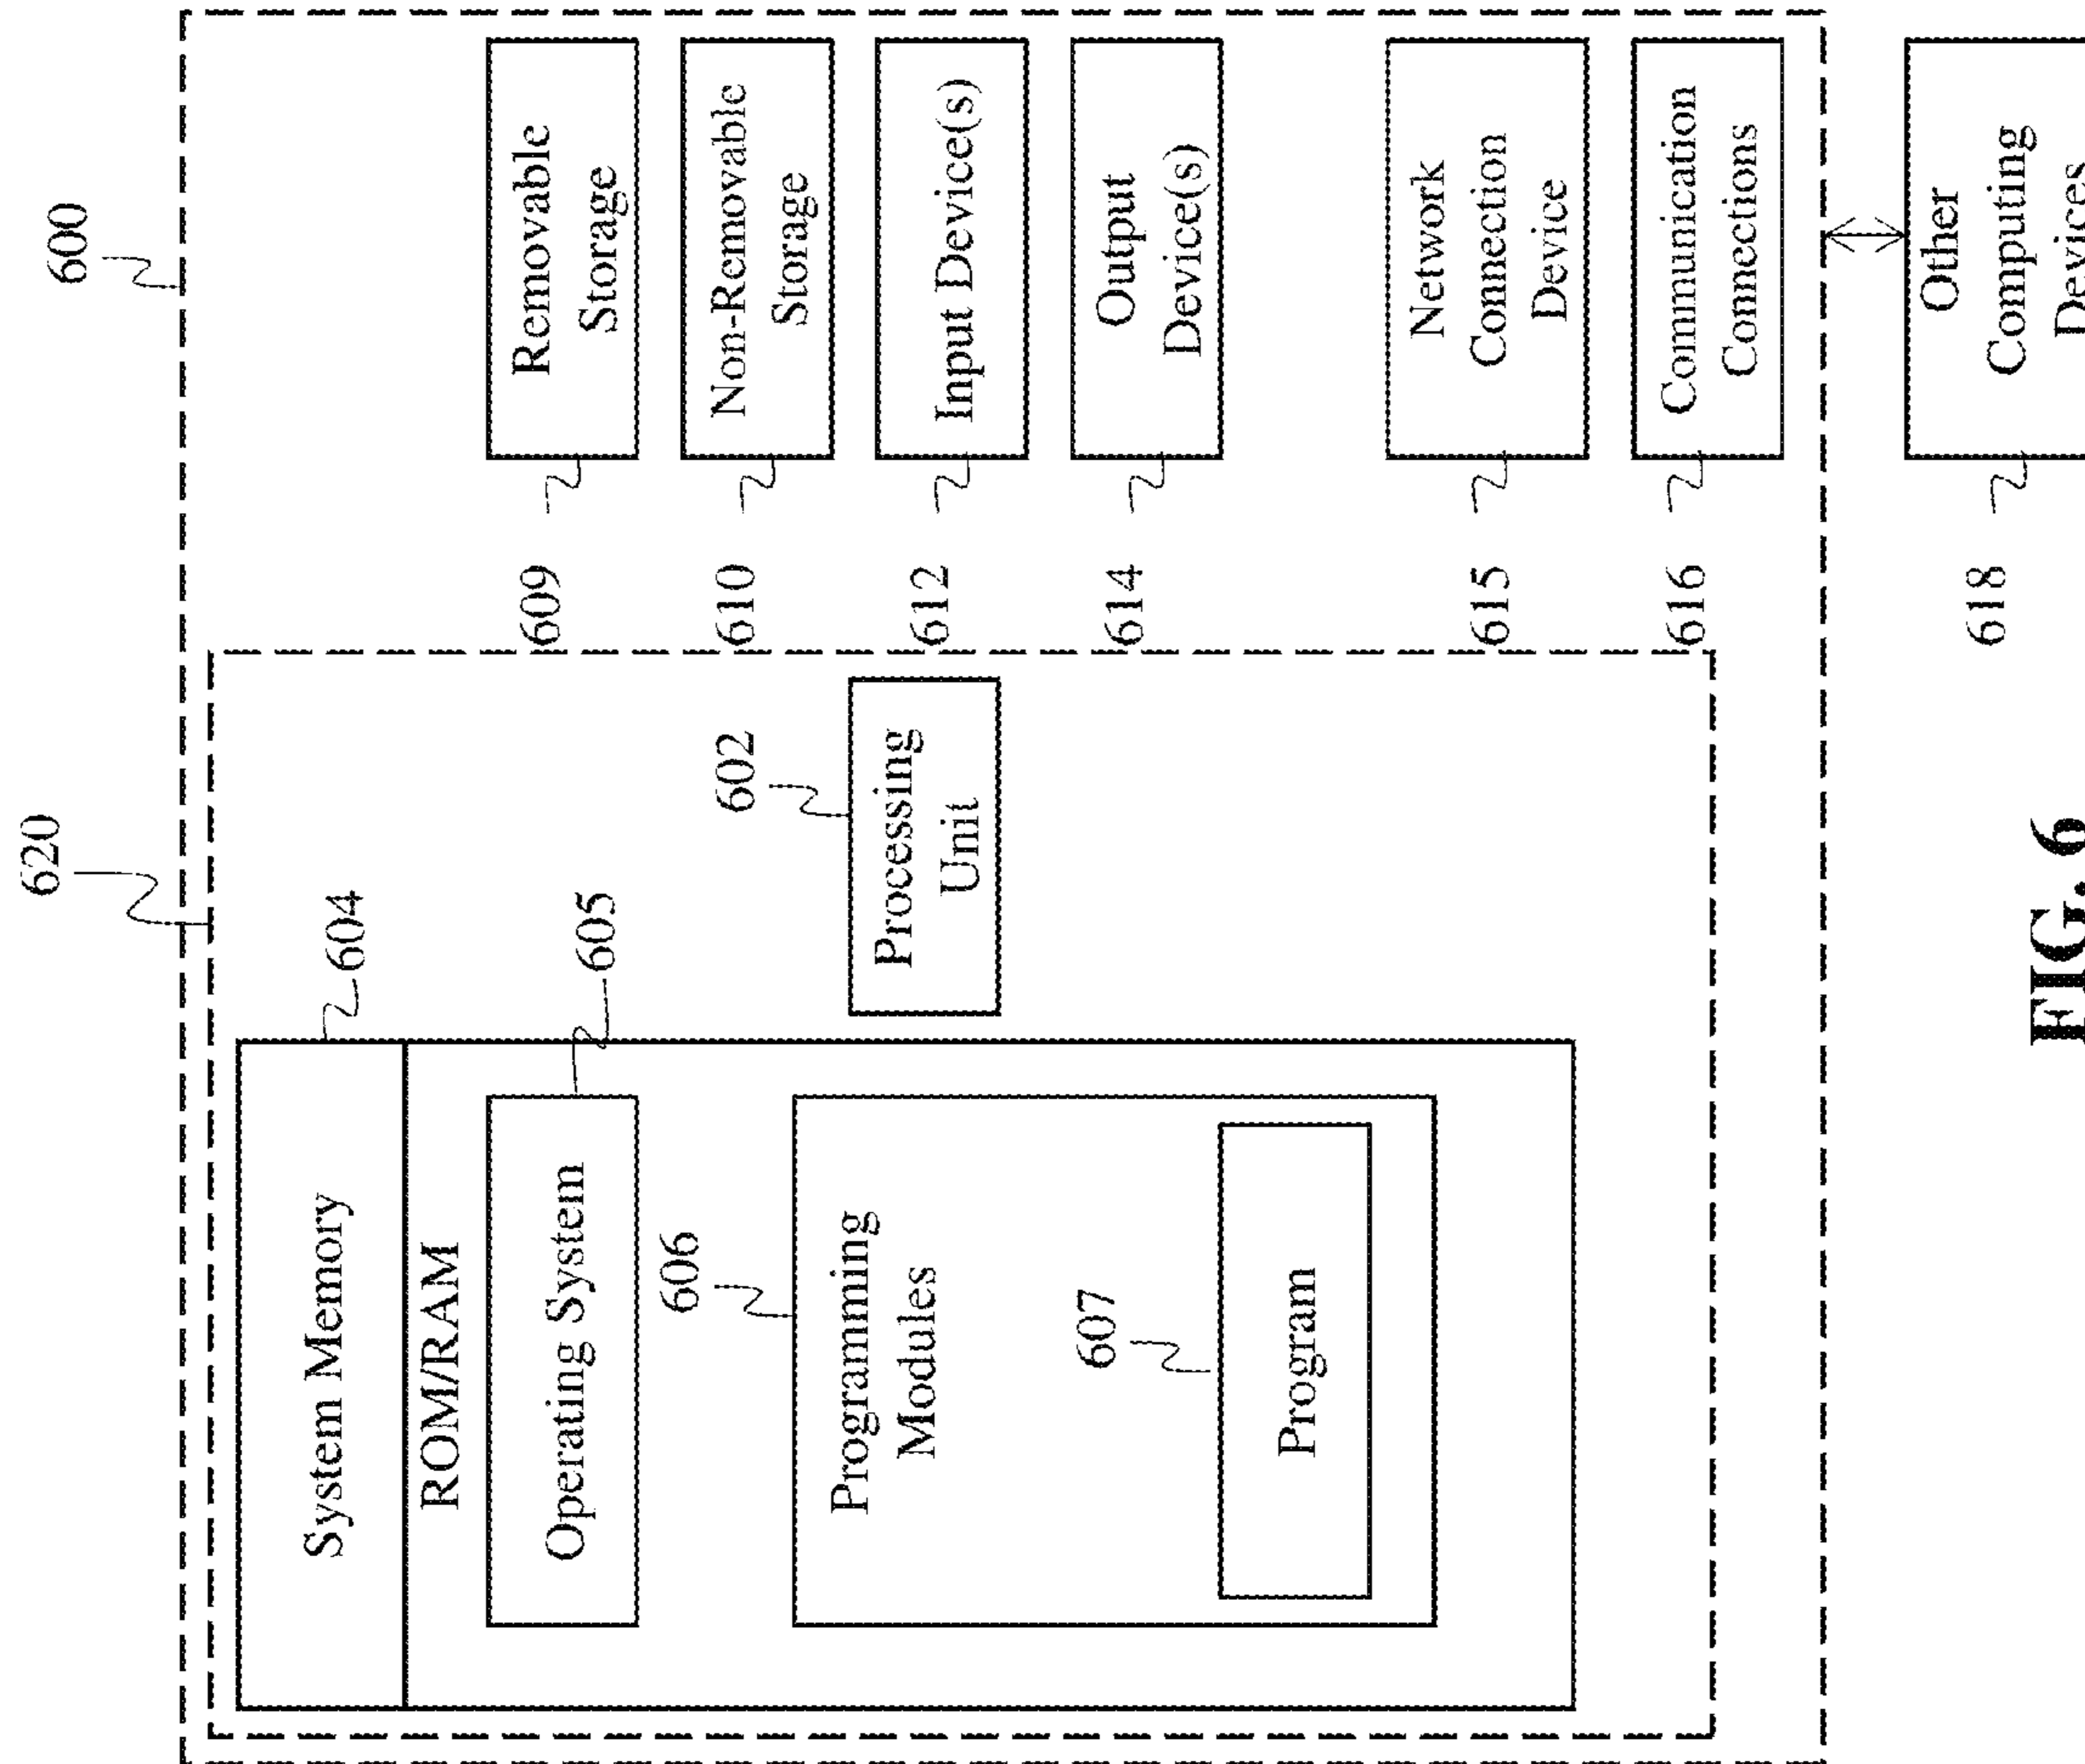 600
620
System Memory
604
ROM/RAM
Operating System
605
606
Programming
Modules
607
Program
602
Processing
Unit
609
Removable
Storage
610
Non-Removable
Storage
612
Input Device(s)
614
Output
Device(s)
615
Network
Connection
Device
616
Communication
Connections
618
Other
Computing
Devices
FIG. 6